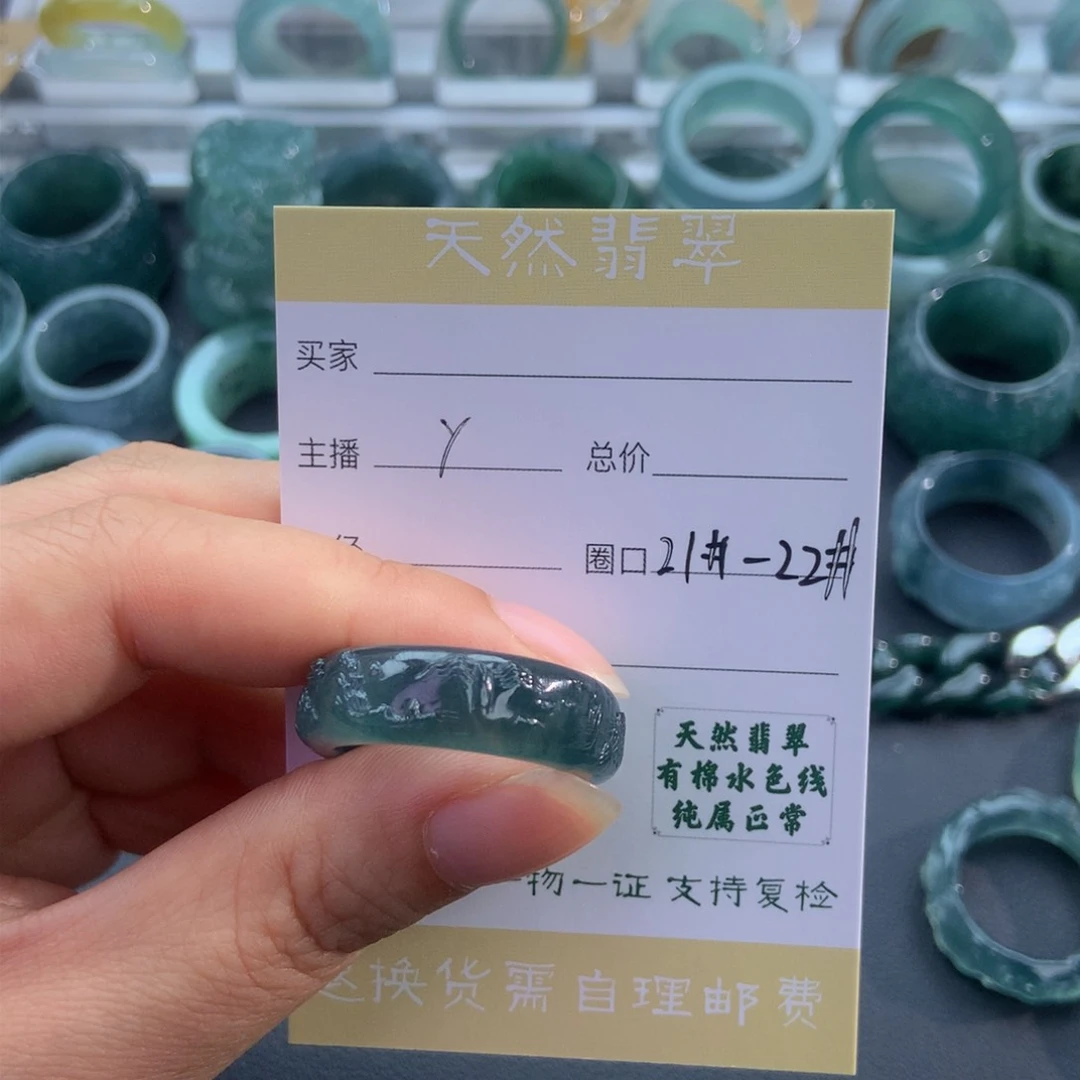 天然翡翠
买家
主播 Y 总价
径 圈口 21# - 22#
天然翡翠
有棉水色线
纯属正常
物一证 支持复检
换货需自理邮费